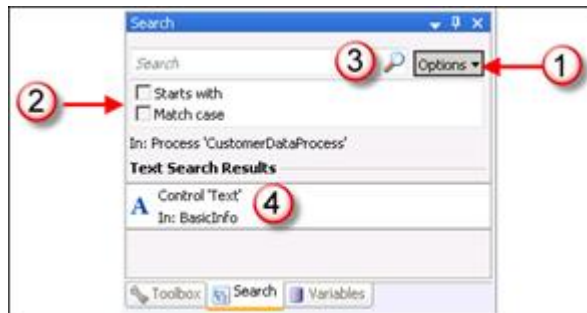 Search
Search
3
Options
1
2
Starts with
Match case
In: Process 'CustomerDataProcess'
Text Search Results
A
Control 'Text'
4
In: BasicInfo
Toolbox
Search
Variables